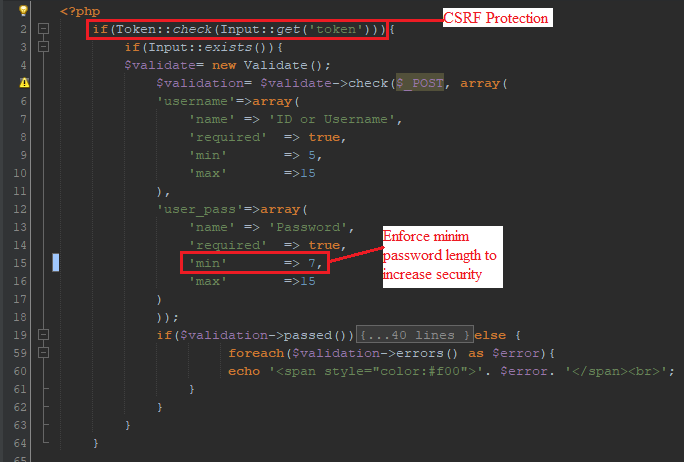 <?php
2 if(Token::check(Input::get('token'))){
CSRF Protection
3 if(Input::exists()){
4 $validate= new Validate();
$validation= $validate->check($_POST, array(
6 'username'=>array(
7 'name' => 'ID or Username',
8 'required' => true,
9 'min' => 5,
10 'max' =>15
11 ),
12 'user_pass'=>array(
13 'name' => 'Password',
14 'required' => true,
15 'min' => 7,
16 'max' =>15
17 )
18 ));
Enforce minim
password length to
increase security
19 if($validation->passed()){...40 lines }else {
59 foreach($validation->errors() as $error){
60 echo '<span style="color:#f00">'. $error. '</span><br>';
61 }
62 }
63 }
64 }
65